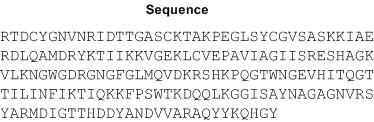 Sequence
RTDCYGNVNRIDTTGASCKTAKPEGLSYCGVSASKKIAE
RDLQAMDRYKTIIKKVGEKLCVEPAVIAGIISRESHAGK
VLKNGWGDRGNGFGLMQVDKRSHKPQGTWNGEVHITQGT
TILINFIKTIQKKFPSWTKDQQLKGGISAYNAGAGNVRS
YARMDIGTTHDDYANDVVARAQYYKQHGY